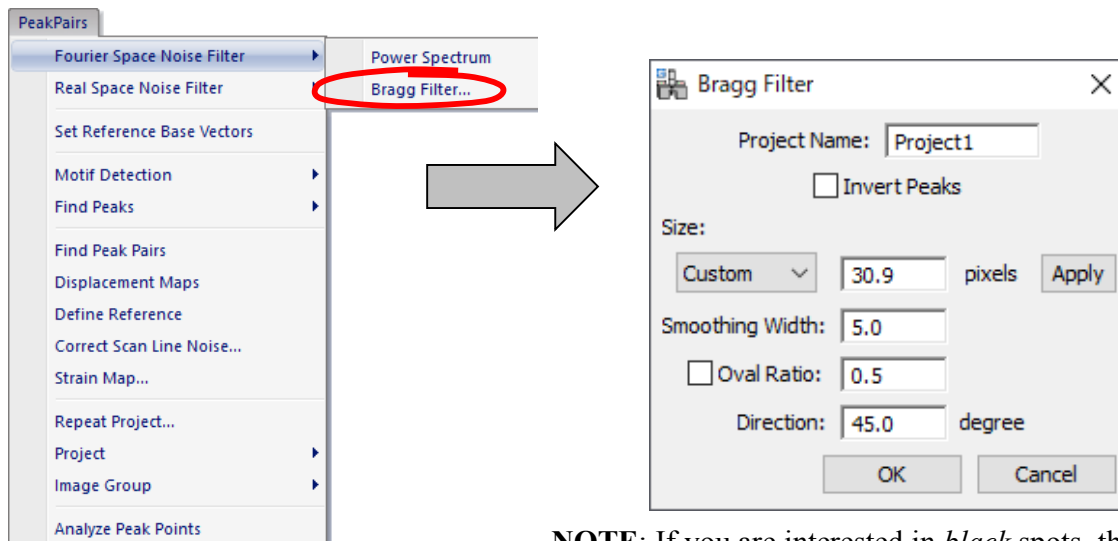 PeakPairs
Fourier Space Noise Filter
Real Space Noise Filter
Set Reference Base Vectors
Motif Detection
Find Peaks
Find Peak Pairs
Displacement Maps
Define Reference
Correct Scan Line Noise...
Strain Map...
Repeat Project...
Project
Image Group
Analyze Peak Points
Power Spectrum
Bragg Filter...
Bragg Filter
Project Name: Project1
Invert Peaks
Size:
Custom 30.9 pixels Apply
Smoothing Width: 5.0
Oval Ratio: 0.5
Direction: 45.0 degree
OK Cancel
NOTE: If you are interested in black spots, th